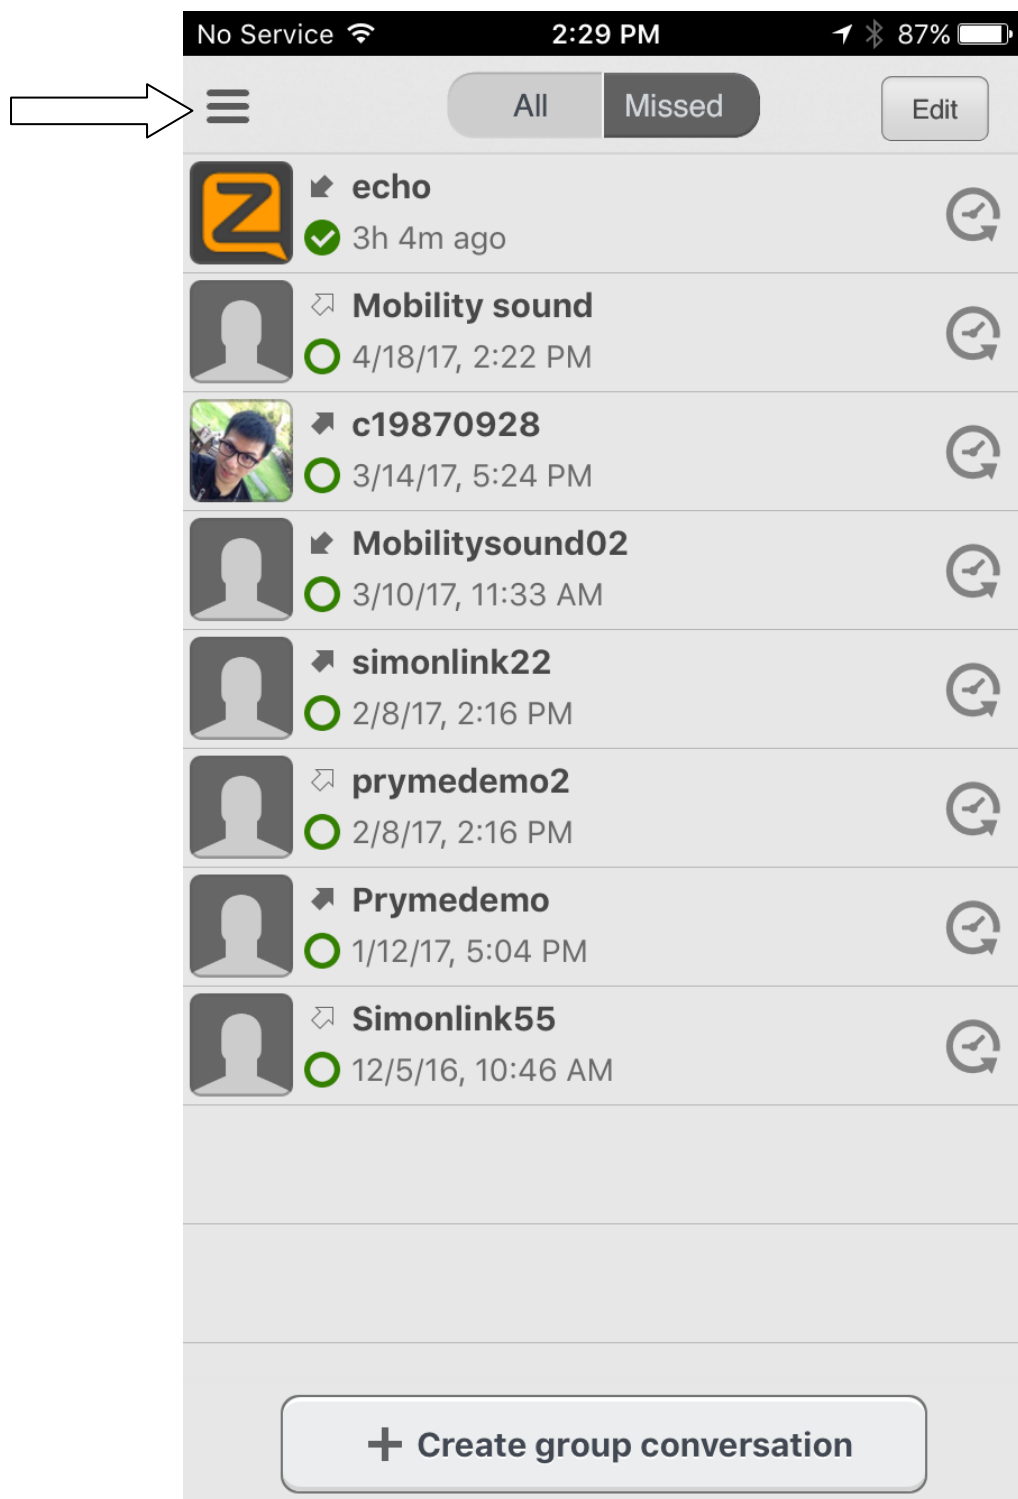 No Service 2:29 PM 87%
All Missed Edit
echo
3h 4m ago
Mobility sound
4/18/17, 2:22 PM
c19870928
3/14/17, 5:24 PM
Mobilitysound02
3/10/17, 11:33 AM
simonlink22
2/8/17, 2:16 PM
prymedemo2
2/8/17, 2:16 PM
Prymedemo
1/12/17, 5:04 PM
Simonlink55
12/5/16, 10:46 AM
+ Create group conversation